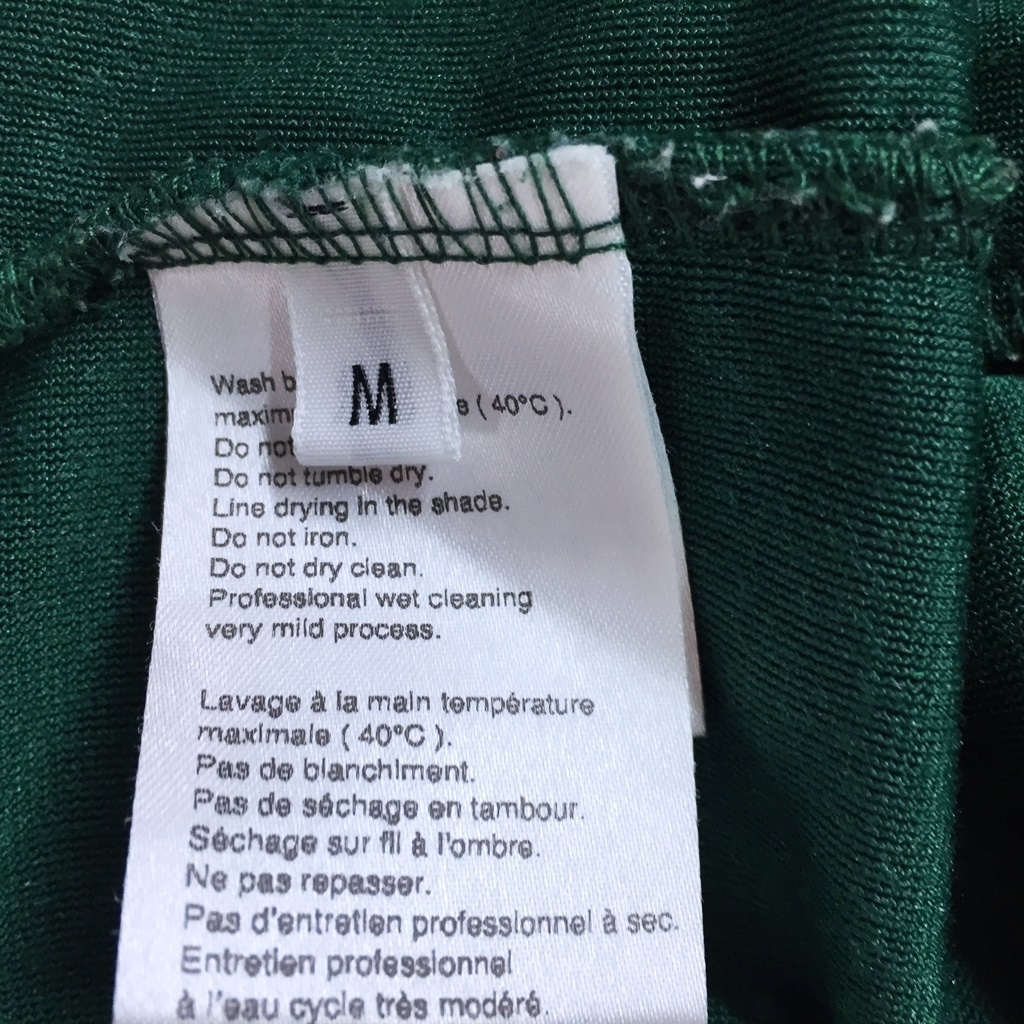 M
Wash
e (40°C).
Do not
Do not tumble dry.
Line drying in the shade.
Do not iron.
Do not dry clean.
Professional wet cleaning
very mild process.
Lavage à la main température
maximale (40°C).
Pas de blanchiment.
Pas de séchage en tambour.
Séchage sur fil à l'ombre.
Ne pas repasser.
Pas d'entretien professionnel à sec.
Entretien professionnel
à l'eau cycle très modéré.